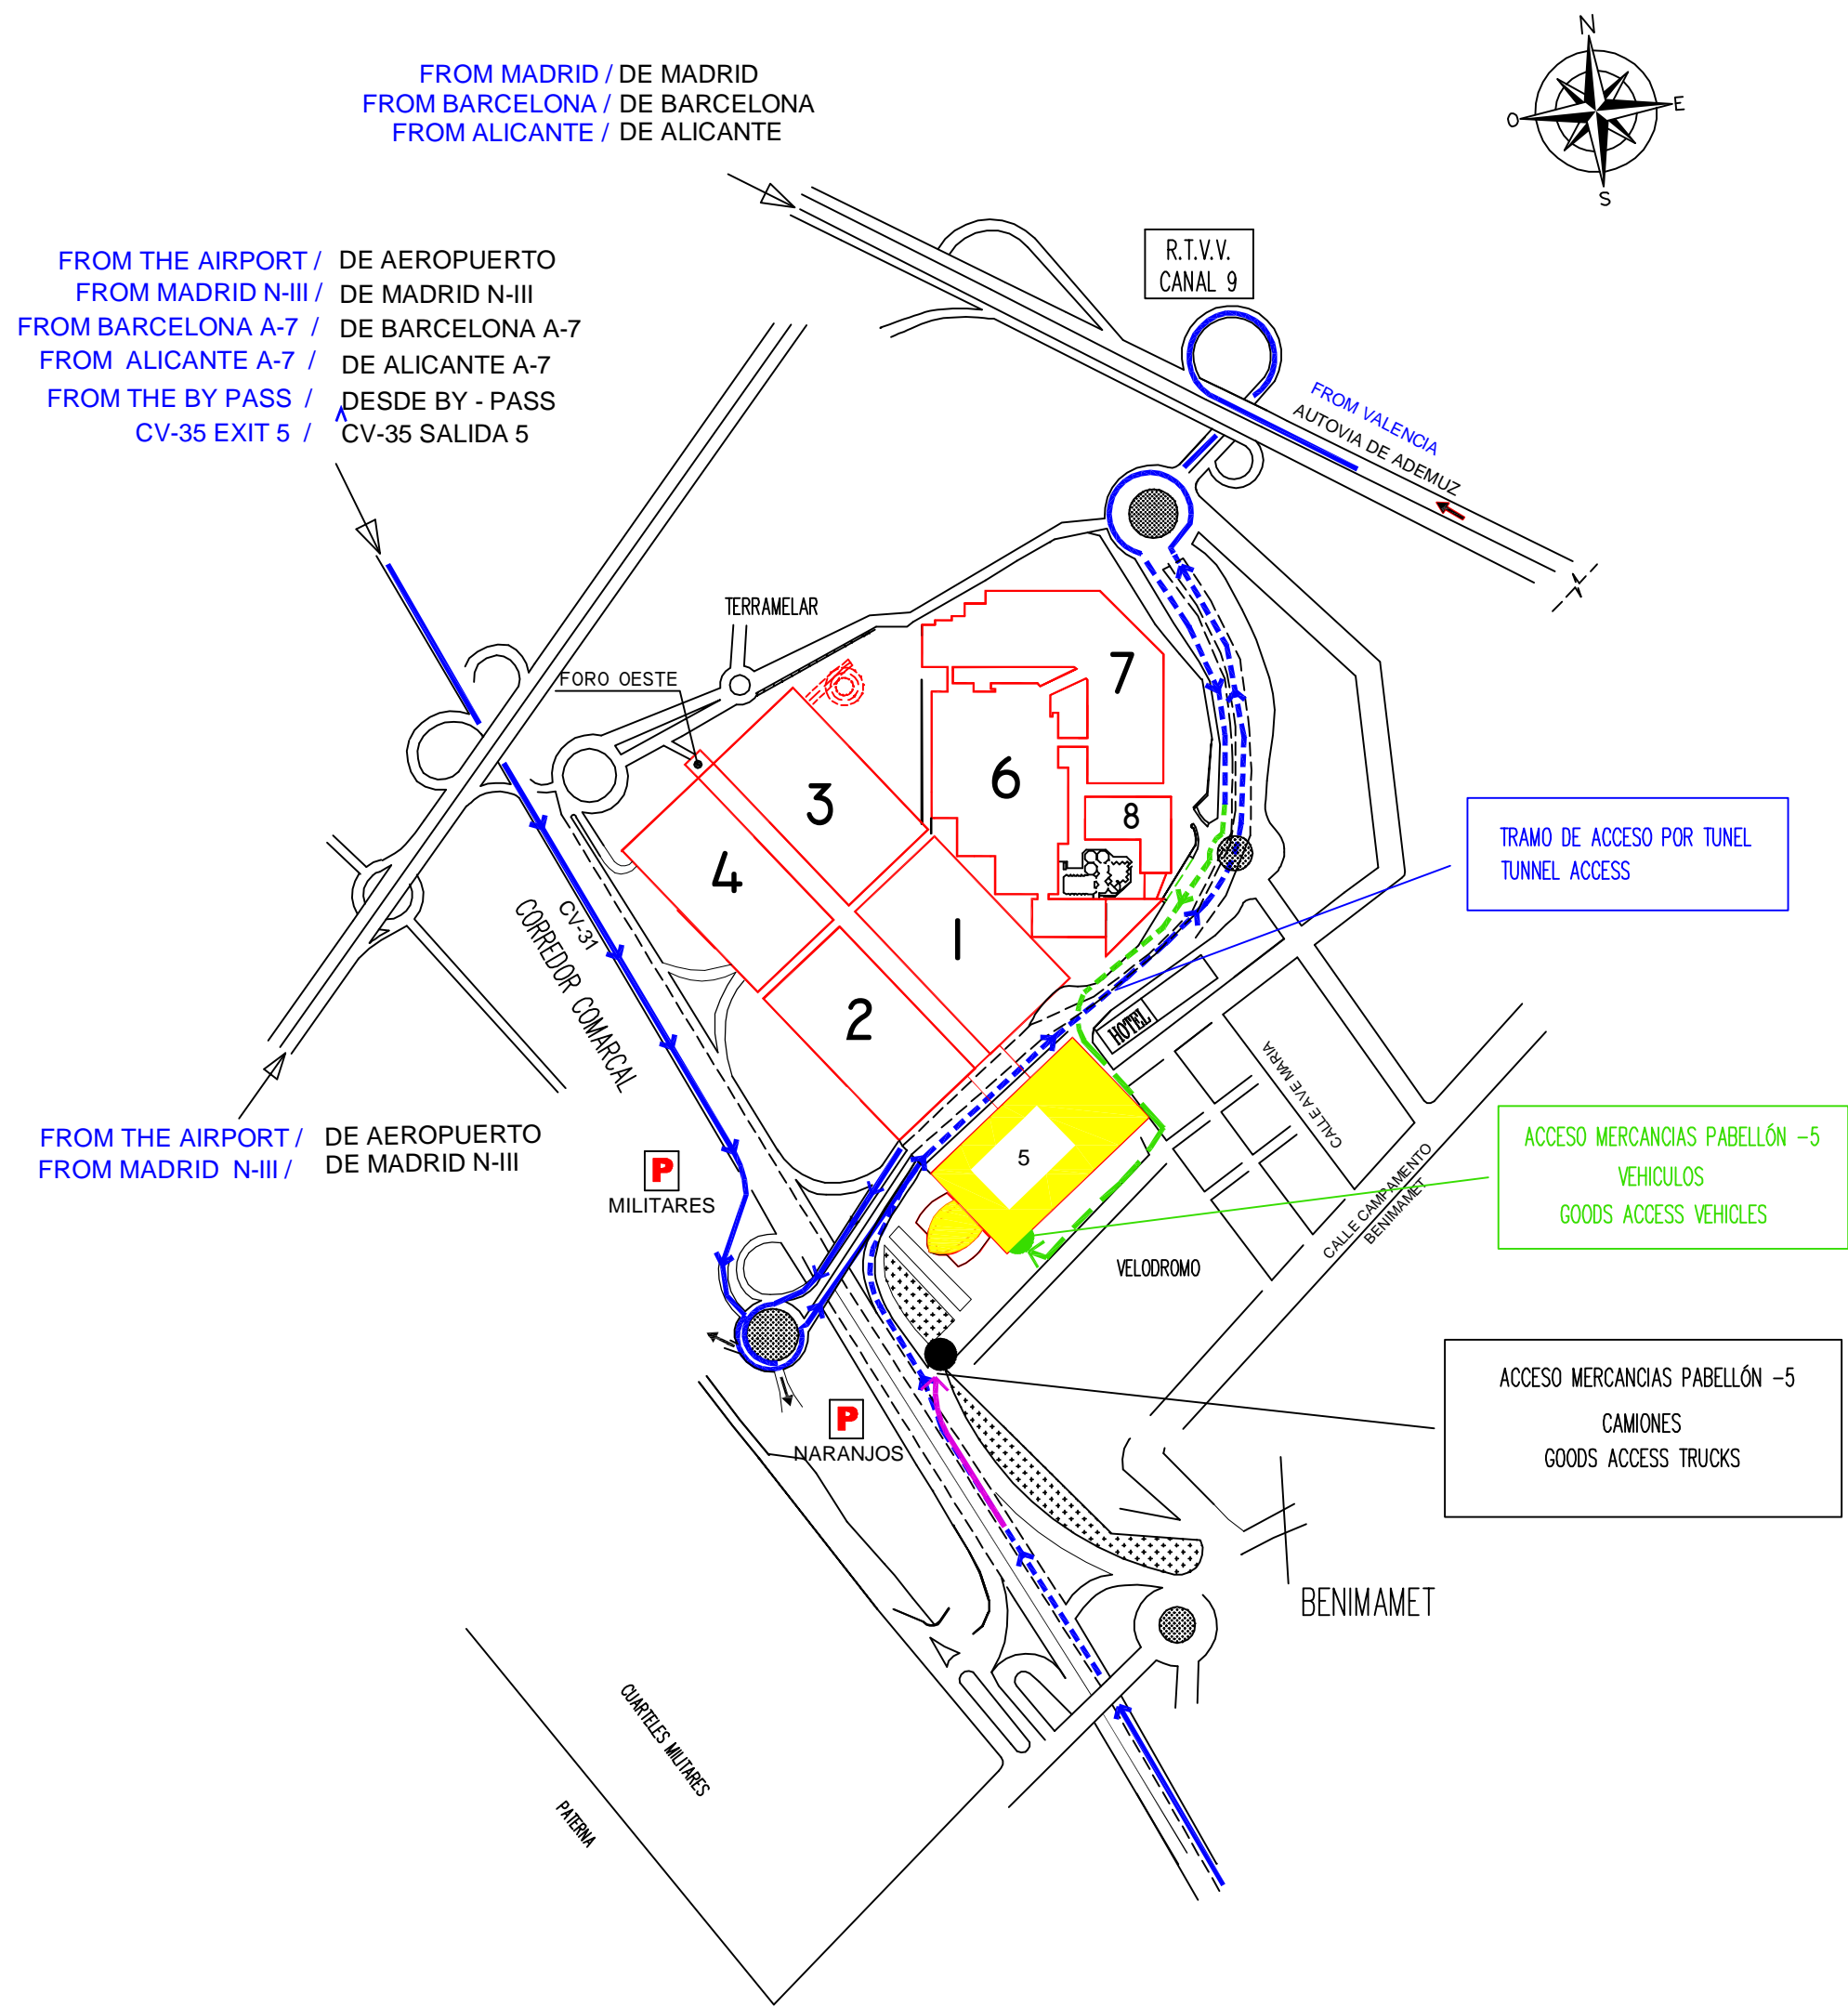 N
E
O
S
FROM MADRID / DE MADRID
FROM BARCELONA / DE BARCELONA
FROM ALICANTE / DE ALICANTE
R.T.V.V.
CANAL 9
FROM THE AIRPORT / DE AEROPUERTO
FROM MADRID N-III / DE MADRID N-III
FROM BARCELONA A-7 / DE BARCELONA A-7
FROM ALICANTE A-7 / DE ALICANTE A-7
FROM THE BY PASS / DESDE BY - PASS
CV-35 EXIT 5 / CV-35 SALIDA 5
FROM VALENCIA
AUTOVIA DE ADEMUZ
TERRAMELAR
FORO OESTE
7
6
3
8
4
1
2
5
TRAMO DE ACCESO POR TUNEL
TUNNEL ACCESS
CV-31
CORREDOR COMARCAL
HOTEL
CALLE AVE MARIA
CALLE CAMPAMENTO
BENIMAMET
FROM THE AIRPORT / DE AEROPUERTO
FROM MADRID N-III / DE MADRID N-III
P
MILITARES
ACCESO MERCANCIAS PABELLÓN -5
VEHICULOS
GOODS ACCESS VEHICLES
VELODROMO
ACCESO MERCANCIAS PABELLÓN -5
CAMIONES
GOODS ACCESS TRUCKS
P
NARANJOS
BENIMAMET
CUARTELES MILITARES
PATERNA